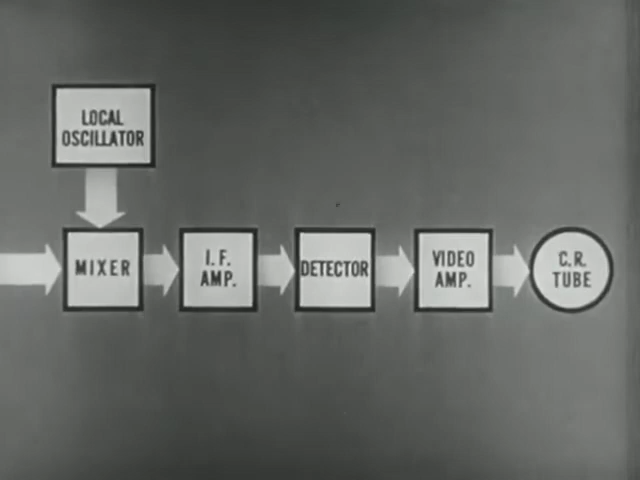 LOCAL
OSCILLATOR
MIXER
I.F.
AMP.
DETECTOR
VIDEO
AMP.
C.R.
TUBE